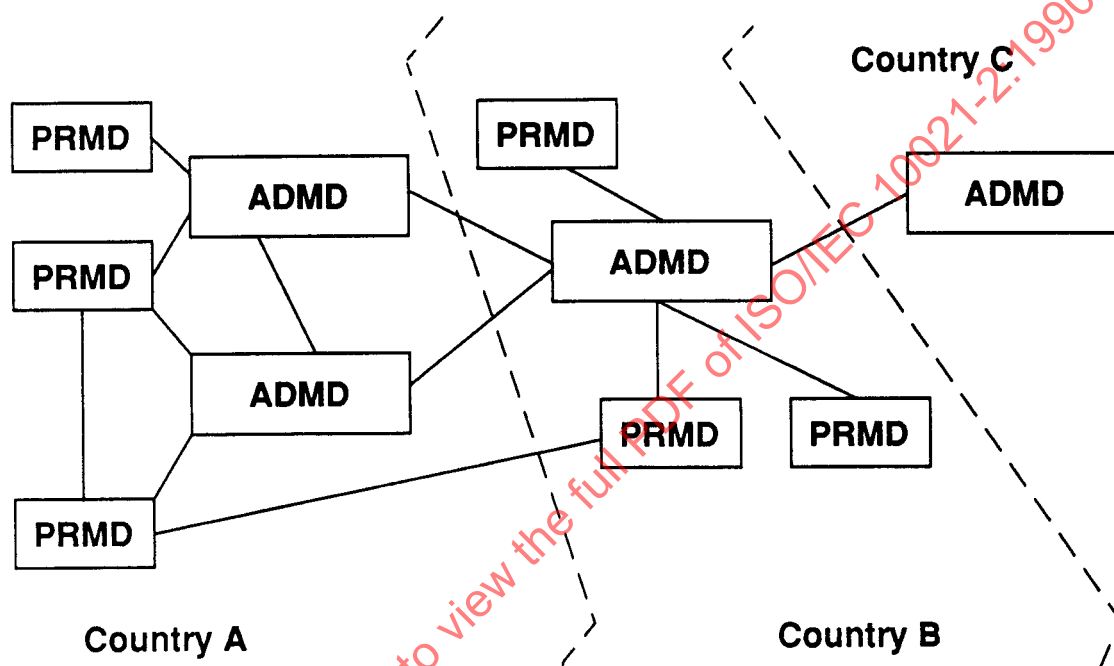 Country C
PRMD
PRMD
ADMD
ADMD
PRMD
ADMD
ADMD
PRMD
PRMD
PRMD
Country A
Country B
to view the full PDF of ISO/IEC 10021-2:1990